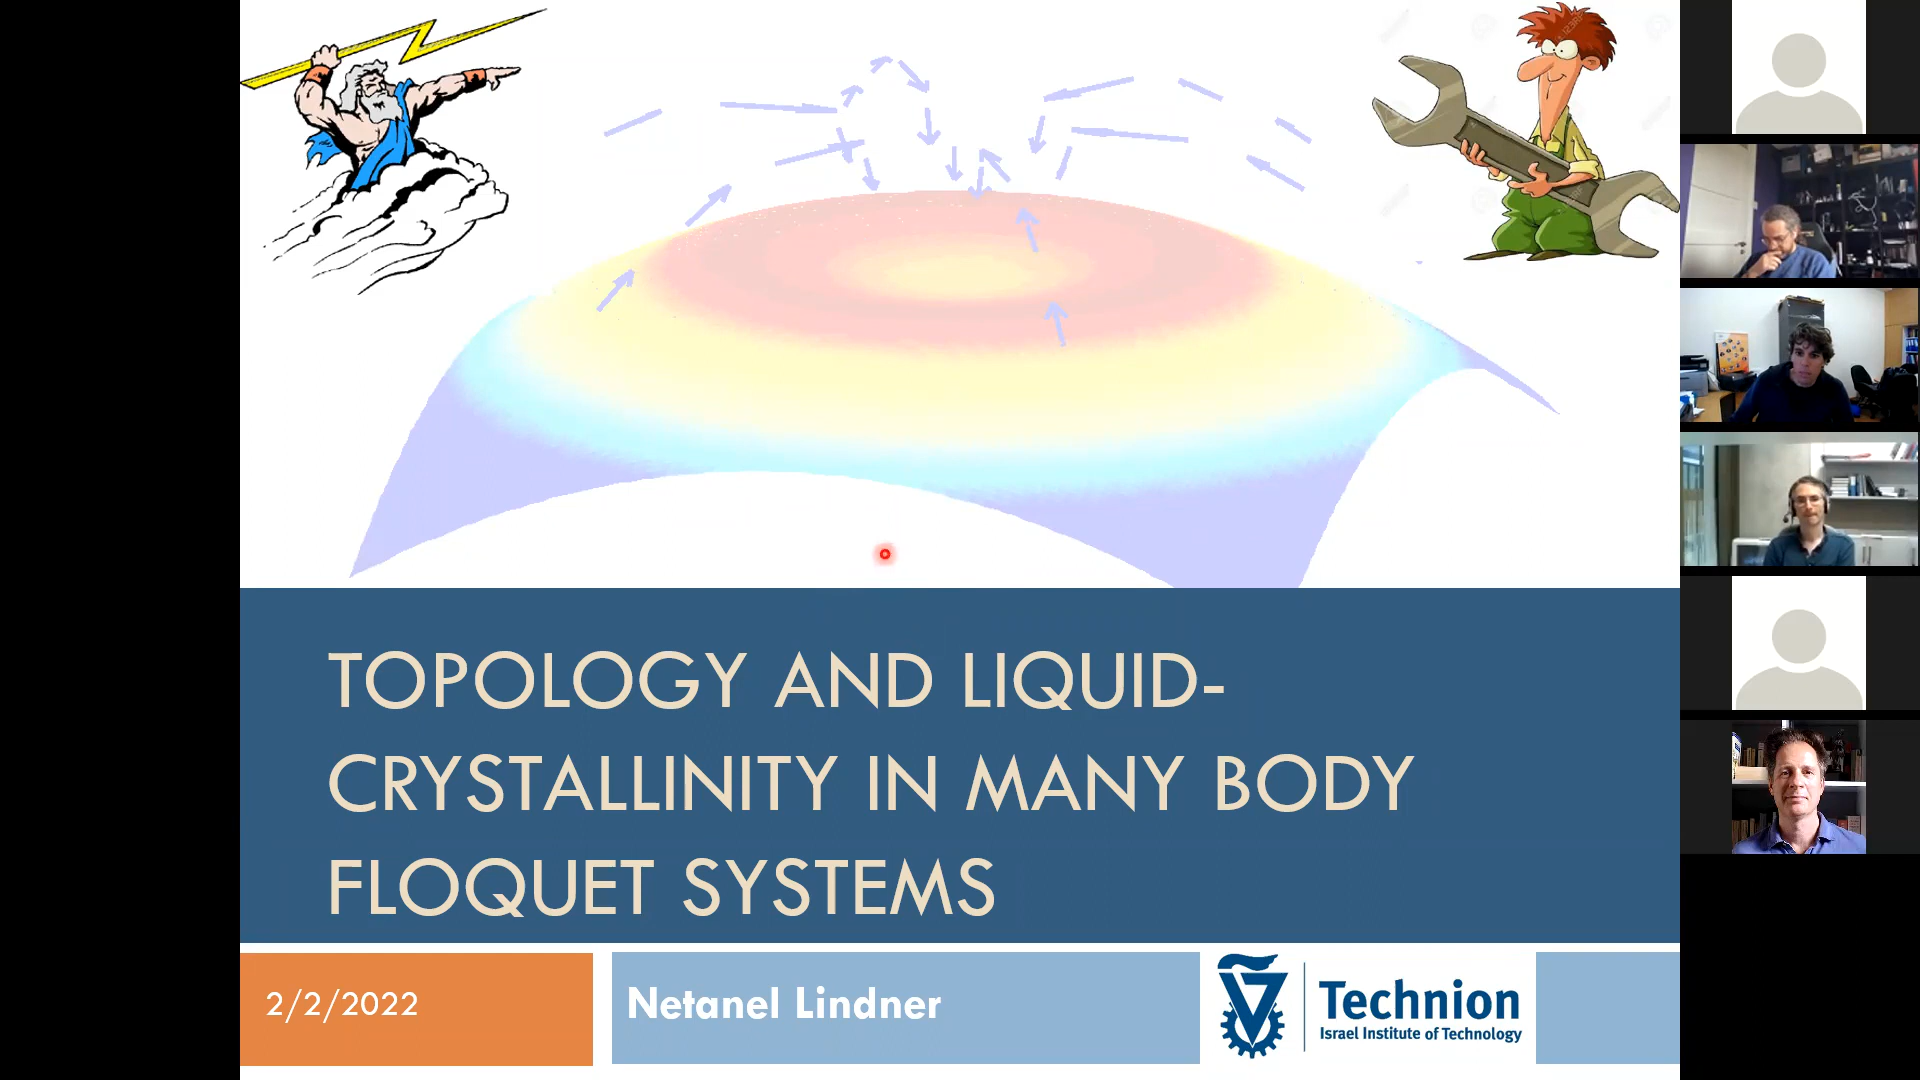 TOPOLOGY AND LIQUID-
CRYSTALLINITY IN MANY BODY
FLOQUET SYSTEMS
2/2/2022
Netanel Lindner
Technion
Israel Institute of Technology